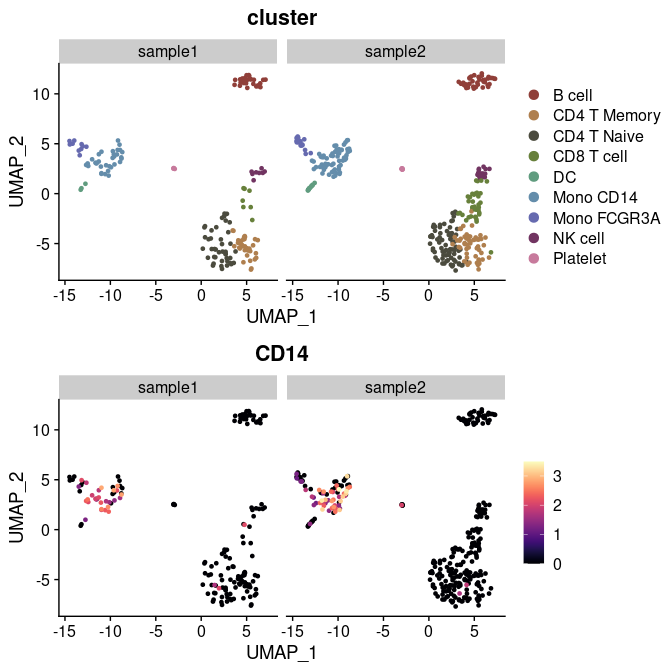 cluster
sample1 sample2
10
5
0
-5
UMAP_2
-15 -10 -5 0 5 -15 -10 -5 0 5
UMAP_1
B cell
CD4 T Memory
CD4 T Naive
CD8 T cell
DC
Mono CD14
Mono FCGR3A
NK cell
Platelet
CD14
sample1 sample2
10
5
0
-5
UMAP_2
-15 -10 -5 0 5 -15 -10 -5 0 5
UMAP_1
3
2
1
0